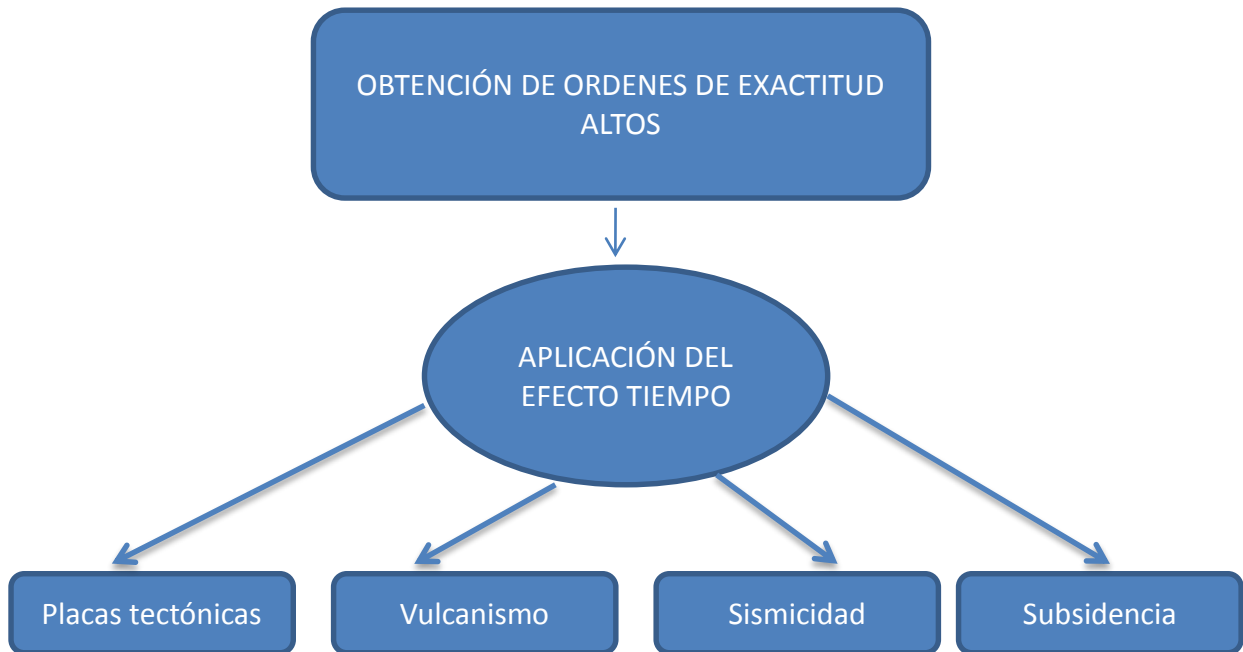 OBTENCIÓN DE ORDENES DE EXACTITUD
ALTOS
APLICACIÓN DEL
EFECTO TIEMPO
Placas tectónicas
Vulcanismo
Sismicidad
Subsidencia